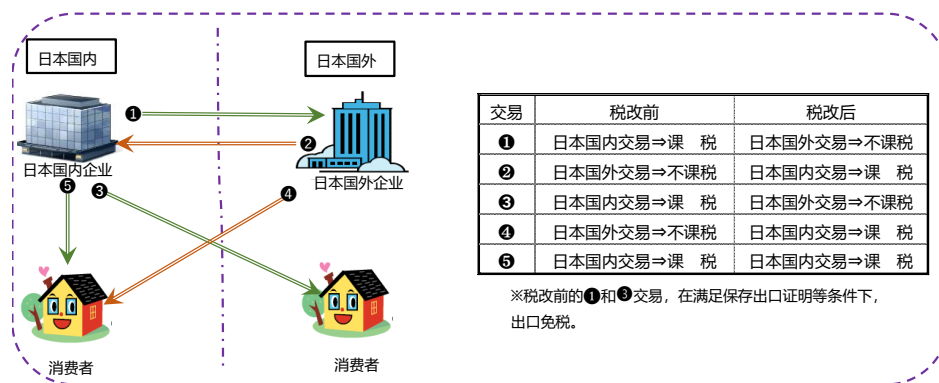 日本国内
日本国外
❶
❷
日本国内企业
日本国外企业
❺
❸
❹
消费者
消费者
交易 税改前 税改后
❶ 日本国内交易⇒课 税 日本国外交易⇒不课税
❷ 日本国外交易⇒不课税 日本国内交易⇒课 税
❸ 日本国内交易⇒课 税 日本国外交易⇒不课税
❹ 日本国外交易⇒不课税 日本国内交易⇒课 税
❺ 日本国内交易⇒课 税 日本国内交易⇒课 税
※税改前的❶和❸交易，在满足保存出口证明等条件下，
出口免税。